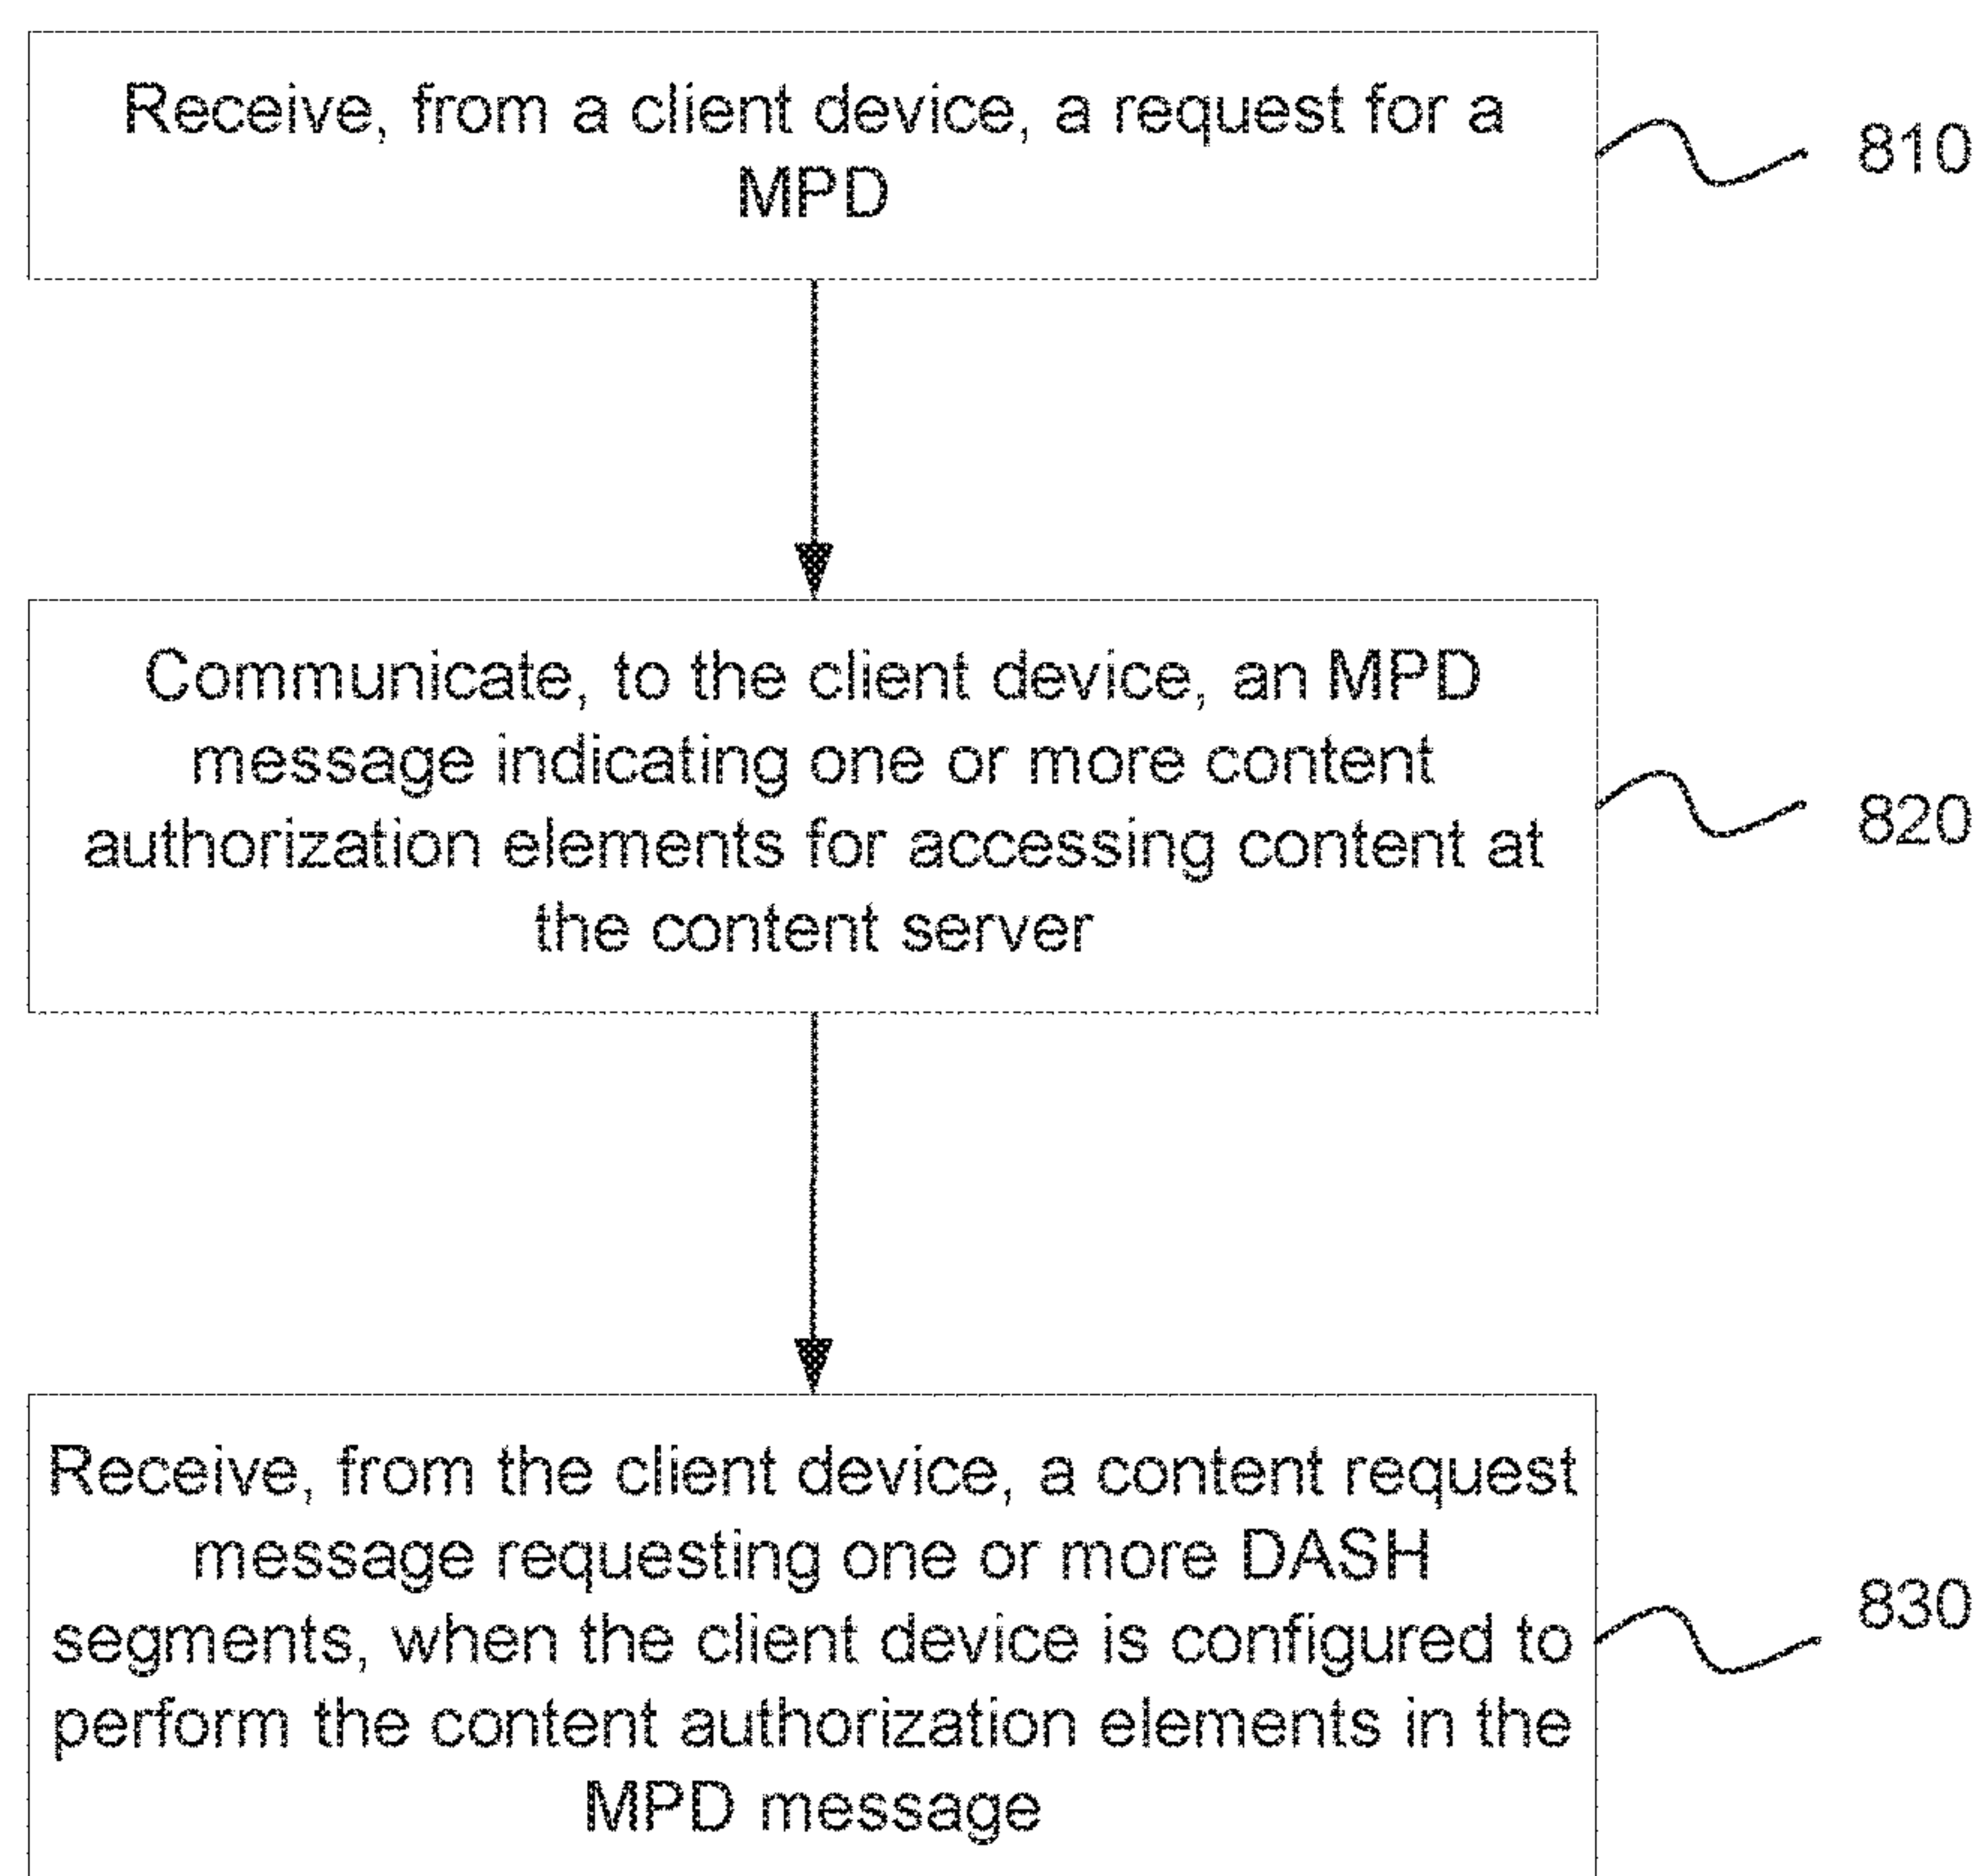 Receive, from a client device, a request for a
MPD
810
Communicate, to the client device, an MPD
message indicating one or more content
authorization elements for accessing content at
the content server
820
Receive, from the client device, a content request
message requesting one or more DASH
segments, when the client device is configured to
perform the content authorization elements in the
MPD message
830